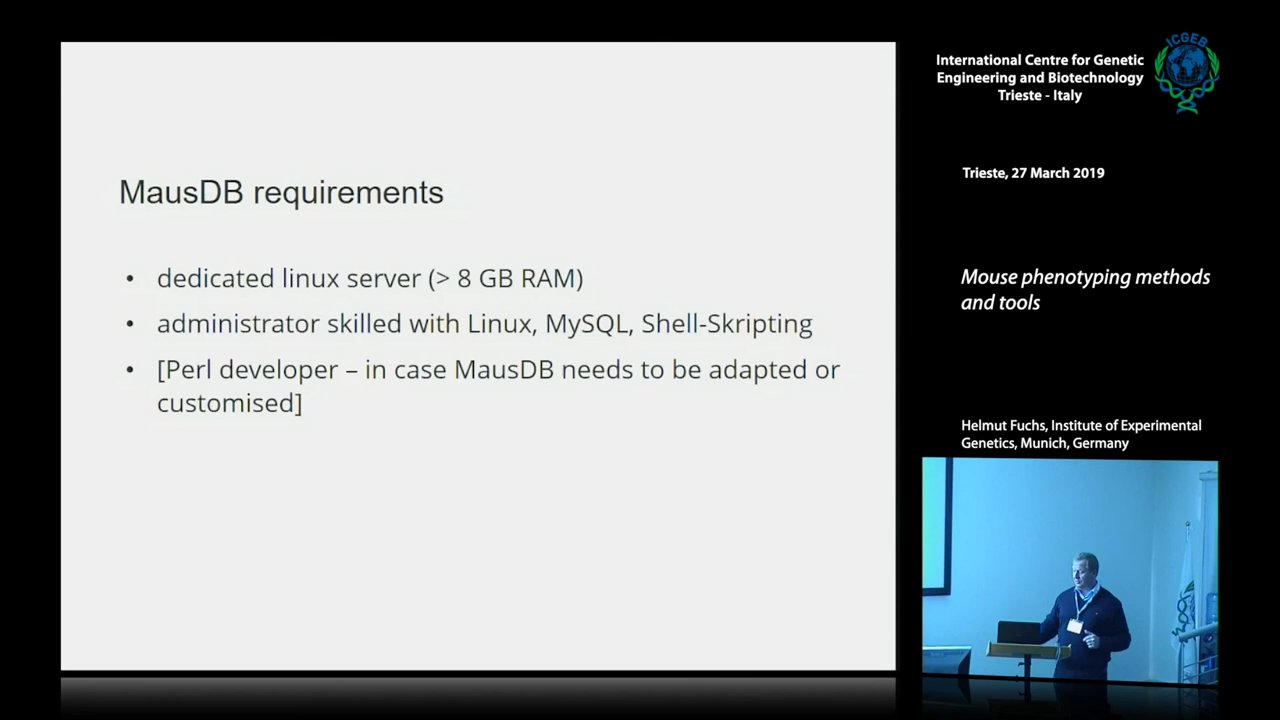 MausDB requirements
• dedicated linux server (> 8 GB RAM)
• administrator skilled with Linux, MySQL, Shell-Skripting
• [Perl developer – in case MausDB needs to be adapted or
customised]
International Centre for Genetic
Engineering and Biotechnology
Trieste - Italy
ICGEB
Trieste, 27 March 2019
Mouse phenotyping methods
and tools
Helmut Fuchs, Institute of Experimental
Genetics, Munich, Germany